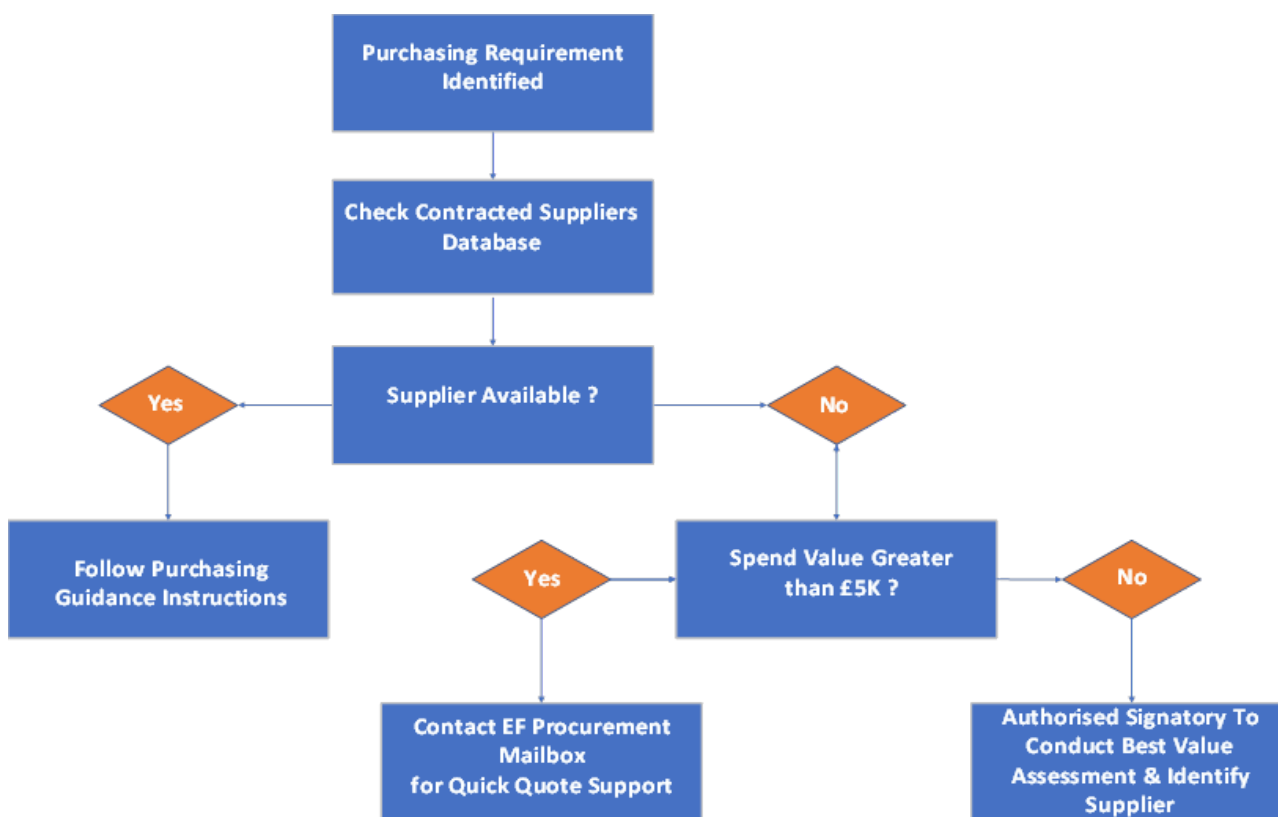 Purchasing Requirement
Identified
Check Contracted Suppliers
Database
Supplier Available ?
Yes
No
Follow Purchasing
Guidance Instructions
Yes
Spend Value Greater
than £5K ?
No
Contact EF Procurement
Mailbox
for Quick Quote Support
Authorised Signatory To
Conduct Best Value
Assessment & Identify
Supplier